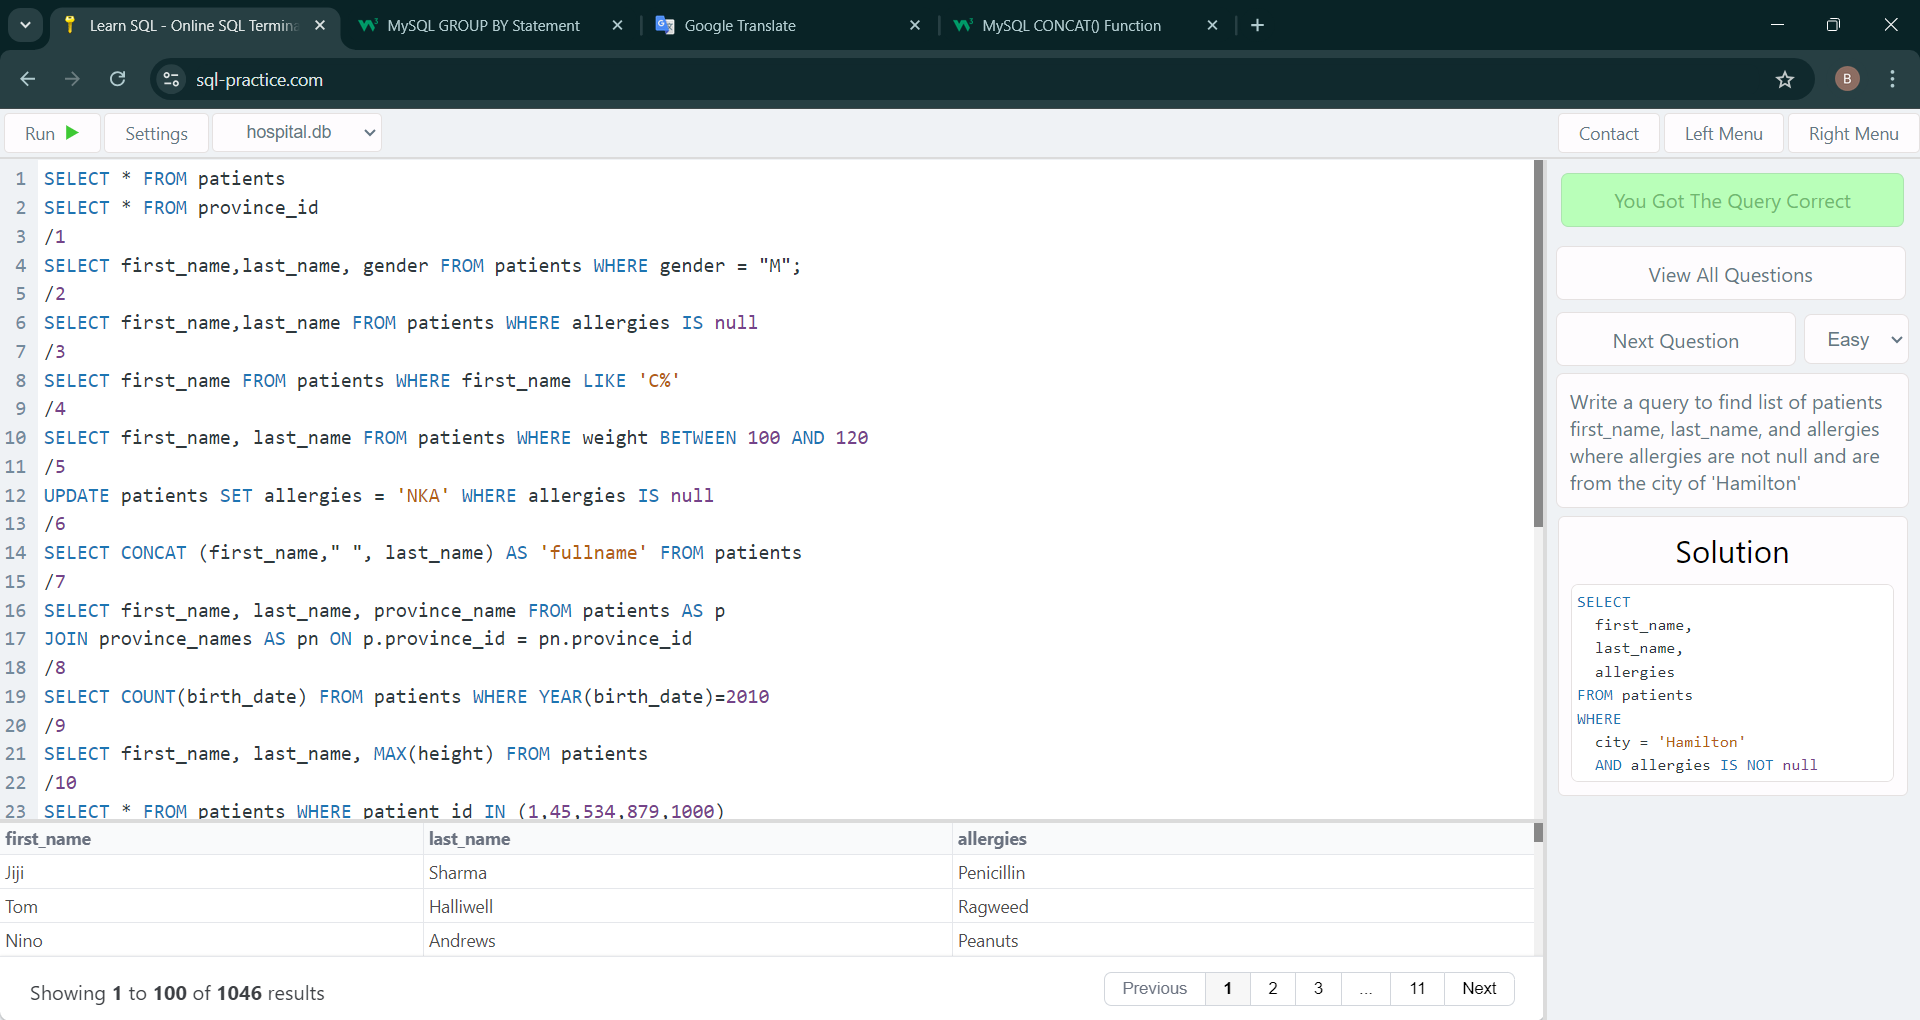 Learn SQL - Online SQL Termina
MySQL GROUP BY Statement
Google Translate
MySQL CONCAT() Function
sql-practice.com
B
Run
Settings
hospital.db
Contact
Left Menu
Right Menu
1 SELECT * FROM patients
2 SELECT * FROM province_id
3 /1
4 SELECT first_name,last_name, gender FROM patients WHERE gender = "M";
5 /2
6 SELECT first_name,last_name FROM patients WHERE allergies IS null
7 /3
8 SELECT first_name FROM patients WHERE first_name LIKE 'C%'
9 /4
10 SELECT first_name, last_name FROM patients WHERE weight BETWEEN 100 AND 120
11 /5
12 UPDATE patients SET allergies = 'NKA' WHERE allergies IS null
13 /6
14 SELECT CONCAT (first_name," ", last_name) AS 'fullname' FROM patients
15 /7
16 SELECT first_name, last_name, province_name FROM patients AS p
17 JOIN province_names AS pn ON p.province_id = pn.province_id
18 /8
19 SELECT COUNT(birth_date) FROM patients WHERE YEAR(birth_date)=2010
20 /9
21 SELECT first_name, last_name, MAX(height) FROM patients
22 /10
23 SELECT * FROM patients WHERE patient_id IN (1,45,534,879,1000)
first_name last_name allergies
Jiji Sharma Penicillin
Tom Halliwell Ragweed
Nino Andrews Peanuts
Showing 1 to 100 of 1046 results
Previous 1 2 3 ... 11 Next
You Got The Query Correct
View All Questions
Next Question
Easy
Write a query to find list of patients
first_name, last_name, and allergies
where allergies are not null and are
from the city of 'Hamilton'
Solution
SELECT
first_name,
last_name,
allergies
FROM patients
WHERE
city = 'Hamilton'
AND allergies IS NOT null